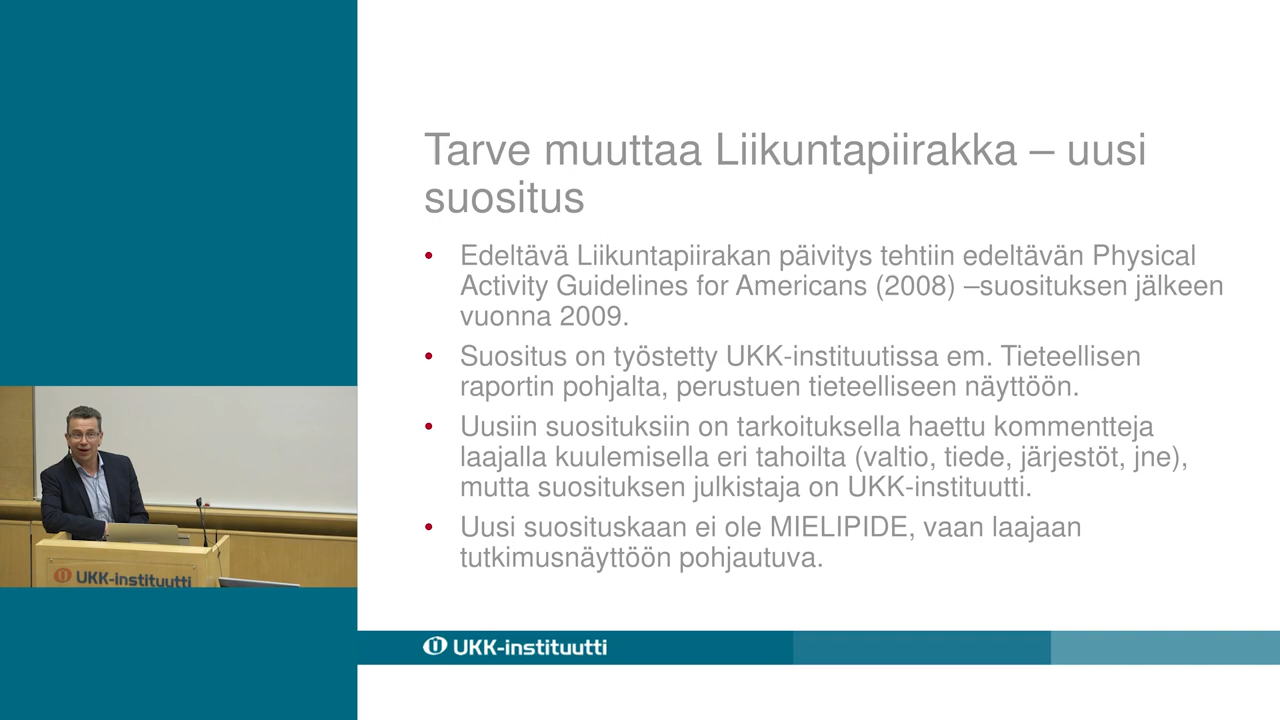 Tarve muuttaa Liikuntapiirakka – uusi
suositus
• Edeltävä Liikuntapiirakan päivitys tehtiin edeltävän Physical
Activity Guidelines for Americans (2008) –suosituksen jälkeen
vuonna 2009.
• Suositus on työstetty UKK-instituutissa em. Tieteellisen
raportin pohjalta, perustuen tieteelliseen näyttöön.
• Uusiin suosituksiin on tarkoituksella haettu kommentteja
laajalla kuulemisella eri tahoilta (valtio, tiede, järjestöt, jne),
mutta suosituksen julkistaja on UKK-instituutti.
• Uusi suosituskaan ei ole MIELIPIDE, vaan laajaan
tutkimusnäyttöön pohjautuva.
UKK-instituutti
UKK-instituutti